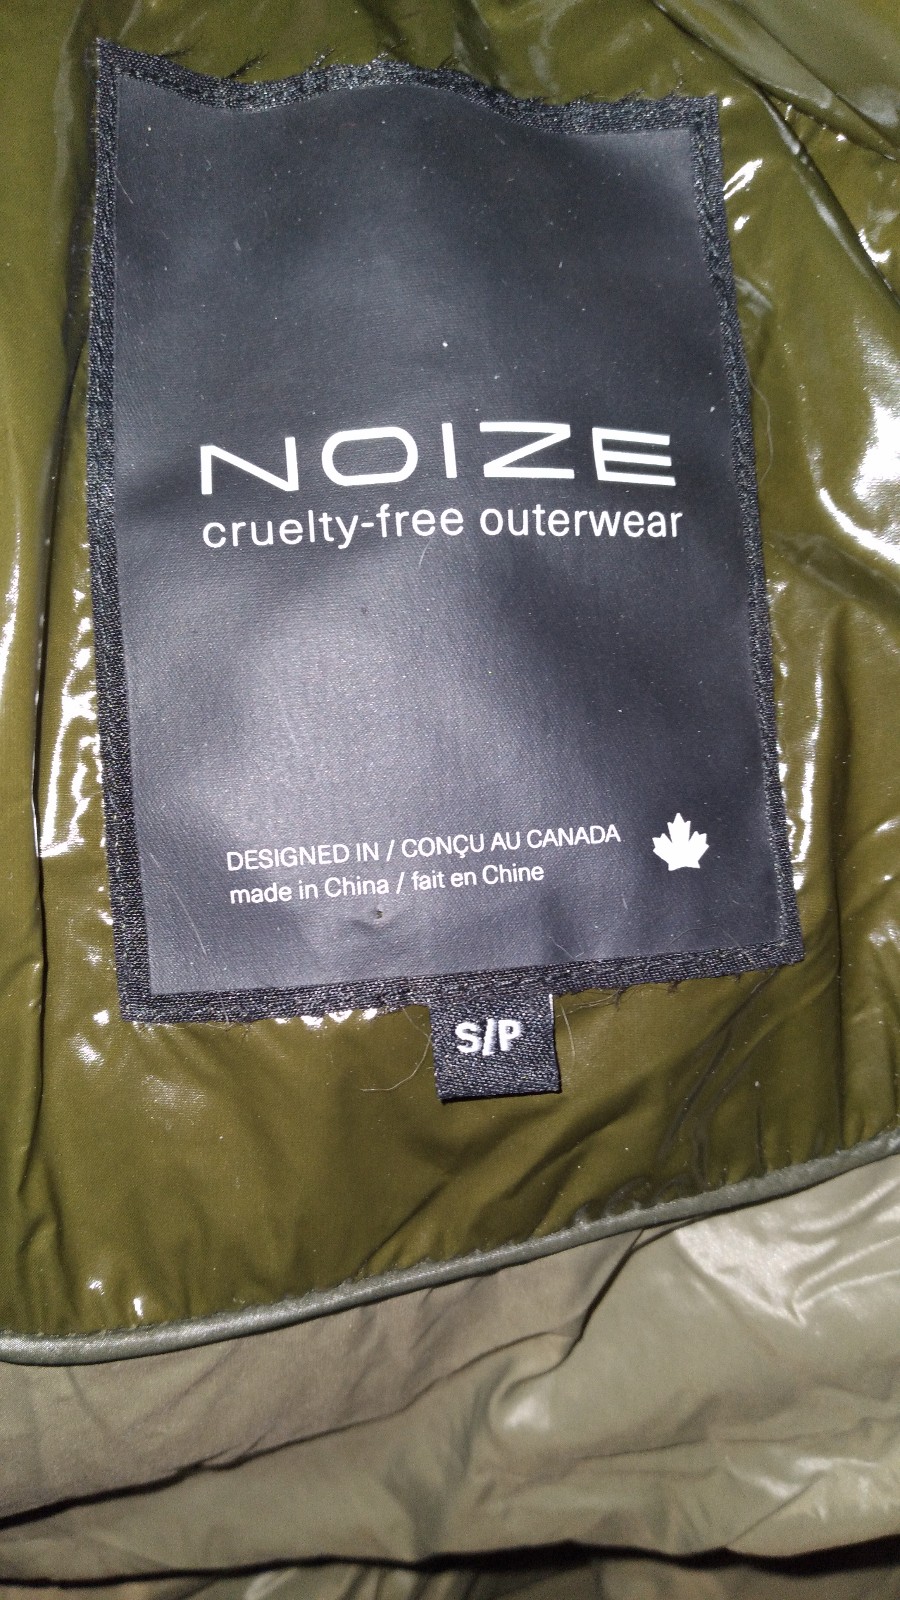 NOIZE
cruelty-free outerwear
DESIGNED IN / CONÇU AU CANADA
made in China / fait en Chine
S/P